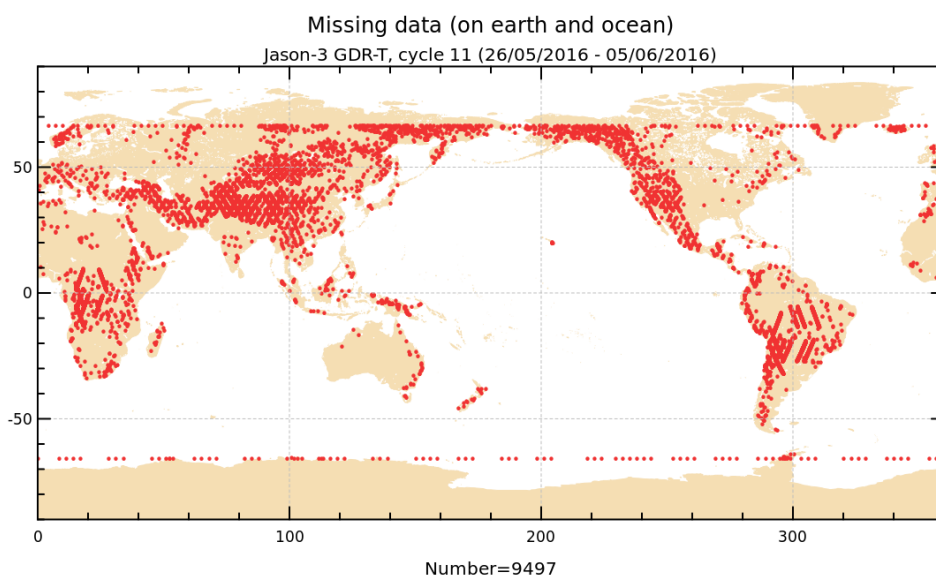 Missing data (on earth and ocean)
Jason-3 GDR-T, cycle 11 (26/05/2016 - 05/06/2016)
50
0
-50
0 100 200 300
Number=9497